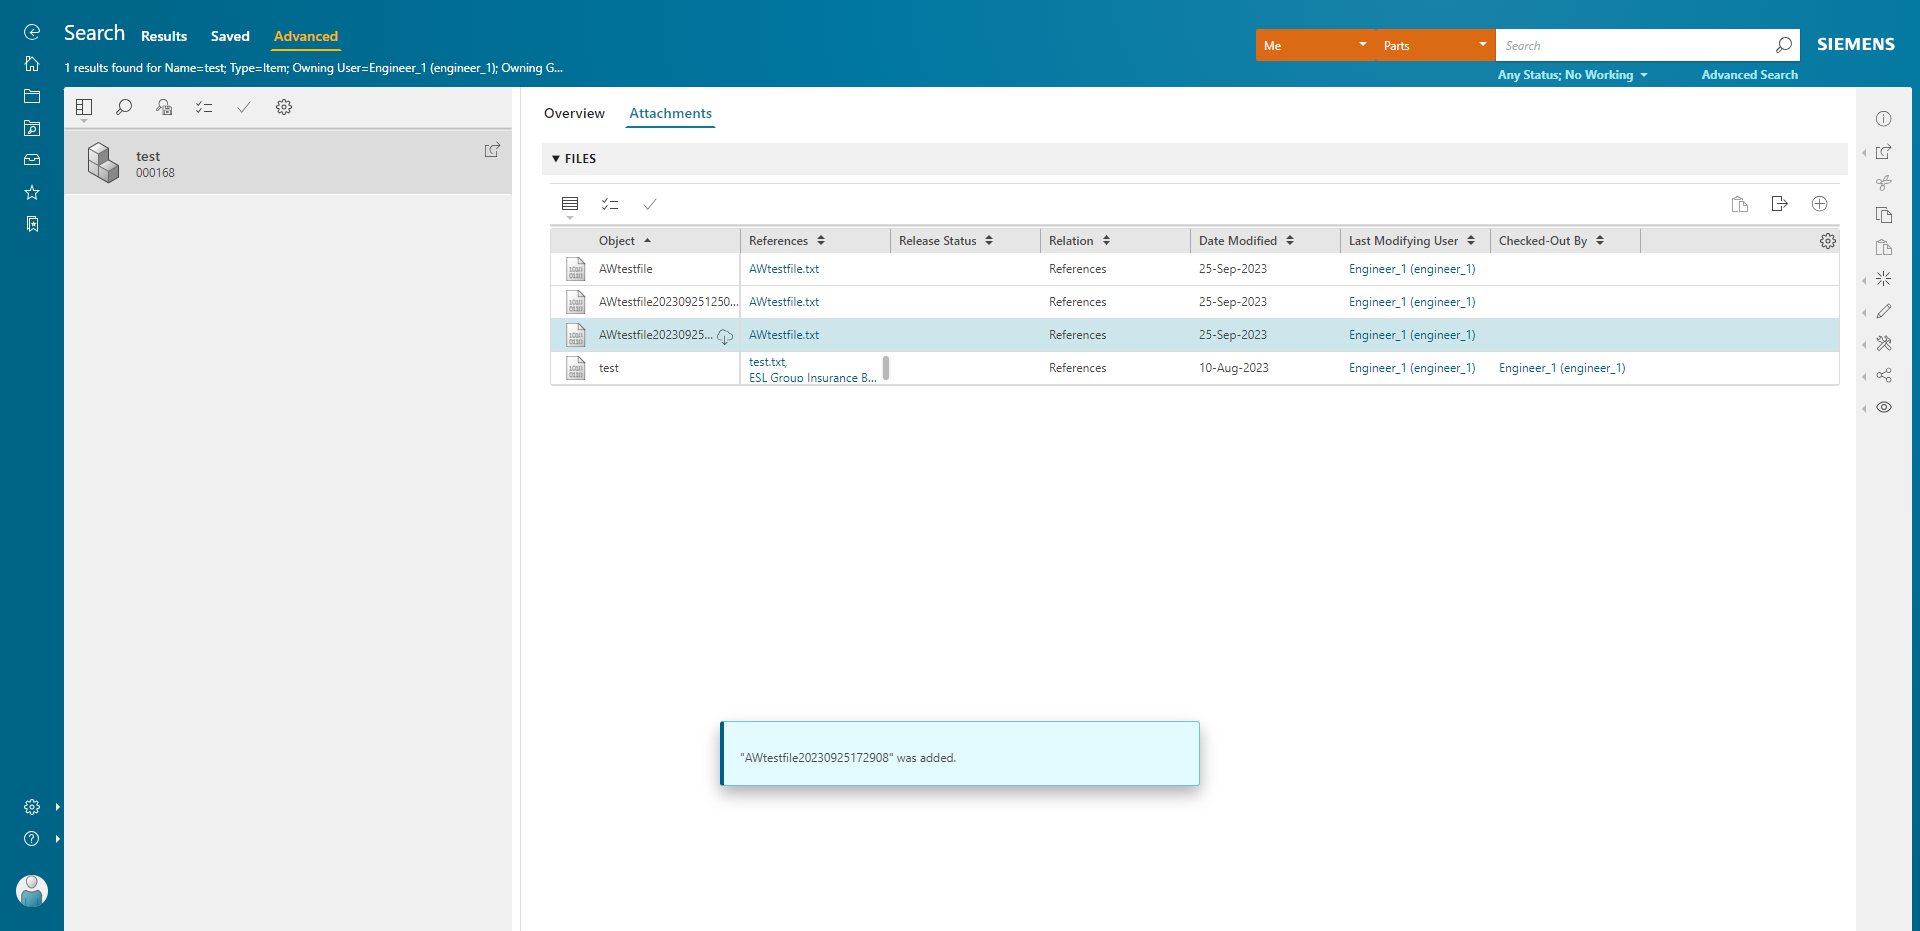 Search Results Saved Advanced
1 results found for Name=test; Type=Item; Owning User=Engineer_1 (engineer_1); Owning G...
Me Parts Search SIEMENS
Any Status; No Working Advanced Search
test
000168
Overview Attachments
FILES
Object References Release Status Relation Date Modified Last Modifying User Checked-Out By
AWtestfile AWtestfile.txt References 25-Sep-2023 Engineer_1 (engineer_1)
AWtestfile202309251250... AWtestfile.txt References 25-Sep-2023 Engineer_1 (engineer_1)
AWtestfile20230925... AWtestfile.txt References 25-Sep-2023 Engineer_1 (engineer_1)
test test.txt, References 10-Aug-2023 Engineer_1 (engineer_1) Engineer_1 (engineer_1)
ESL Group Insurance B...
"AWtestfile20230925172908" was added.